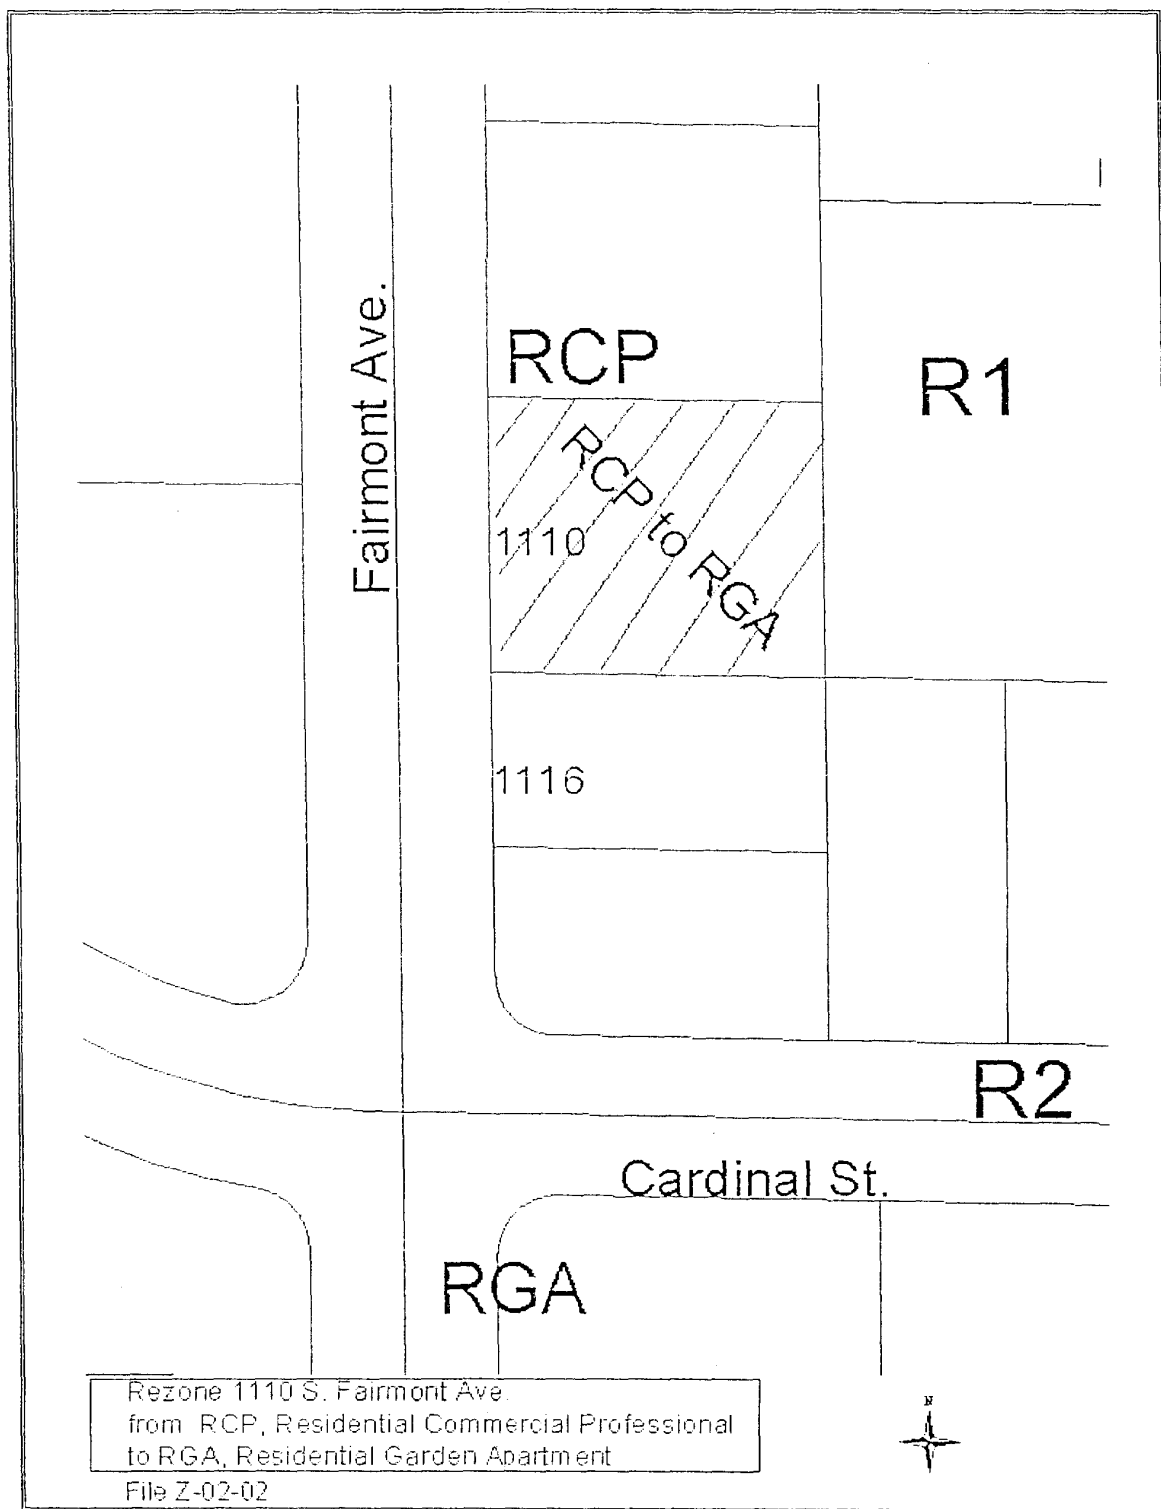 Fairmont Ave.
RCP
R1
RCP to RGA
1110
1116
R2
Cardinal St.
RGA
Rezone 1110 S. Fairmont Ave.
from RCP, Residential Commercial Professional
to RGA, Residential Garden Apartment
File Z-02-02
N